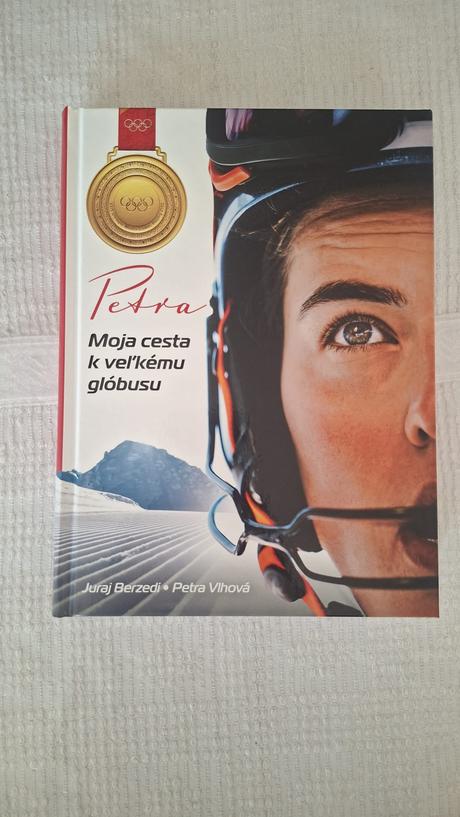 Petra
Moja cesta
k veľkému
glóbusu
Juraj Berzedi • Petra Vlhová